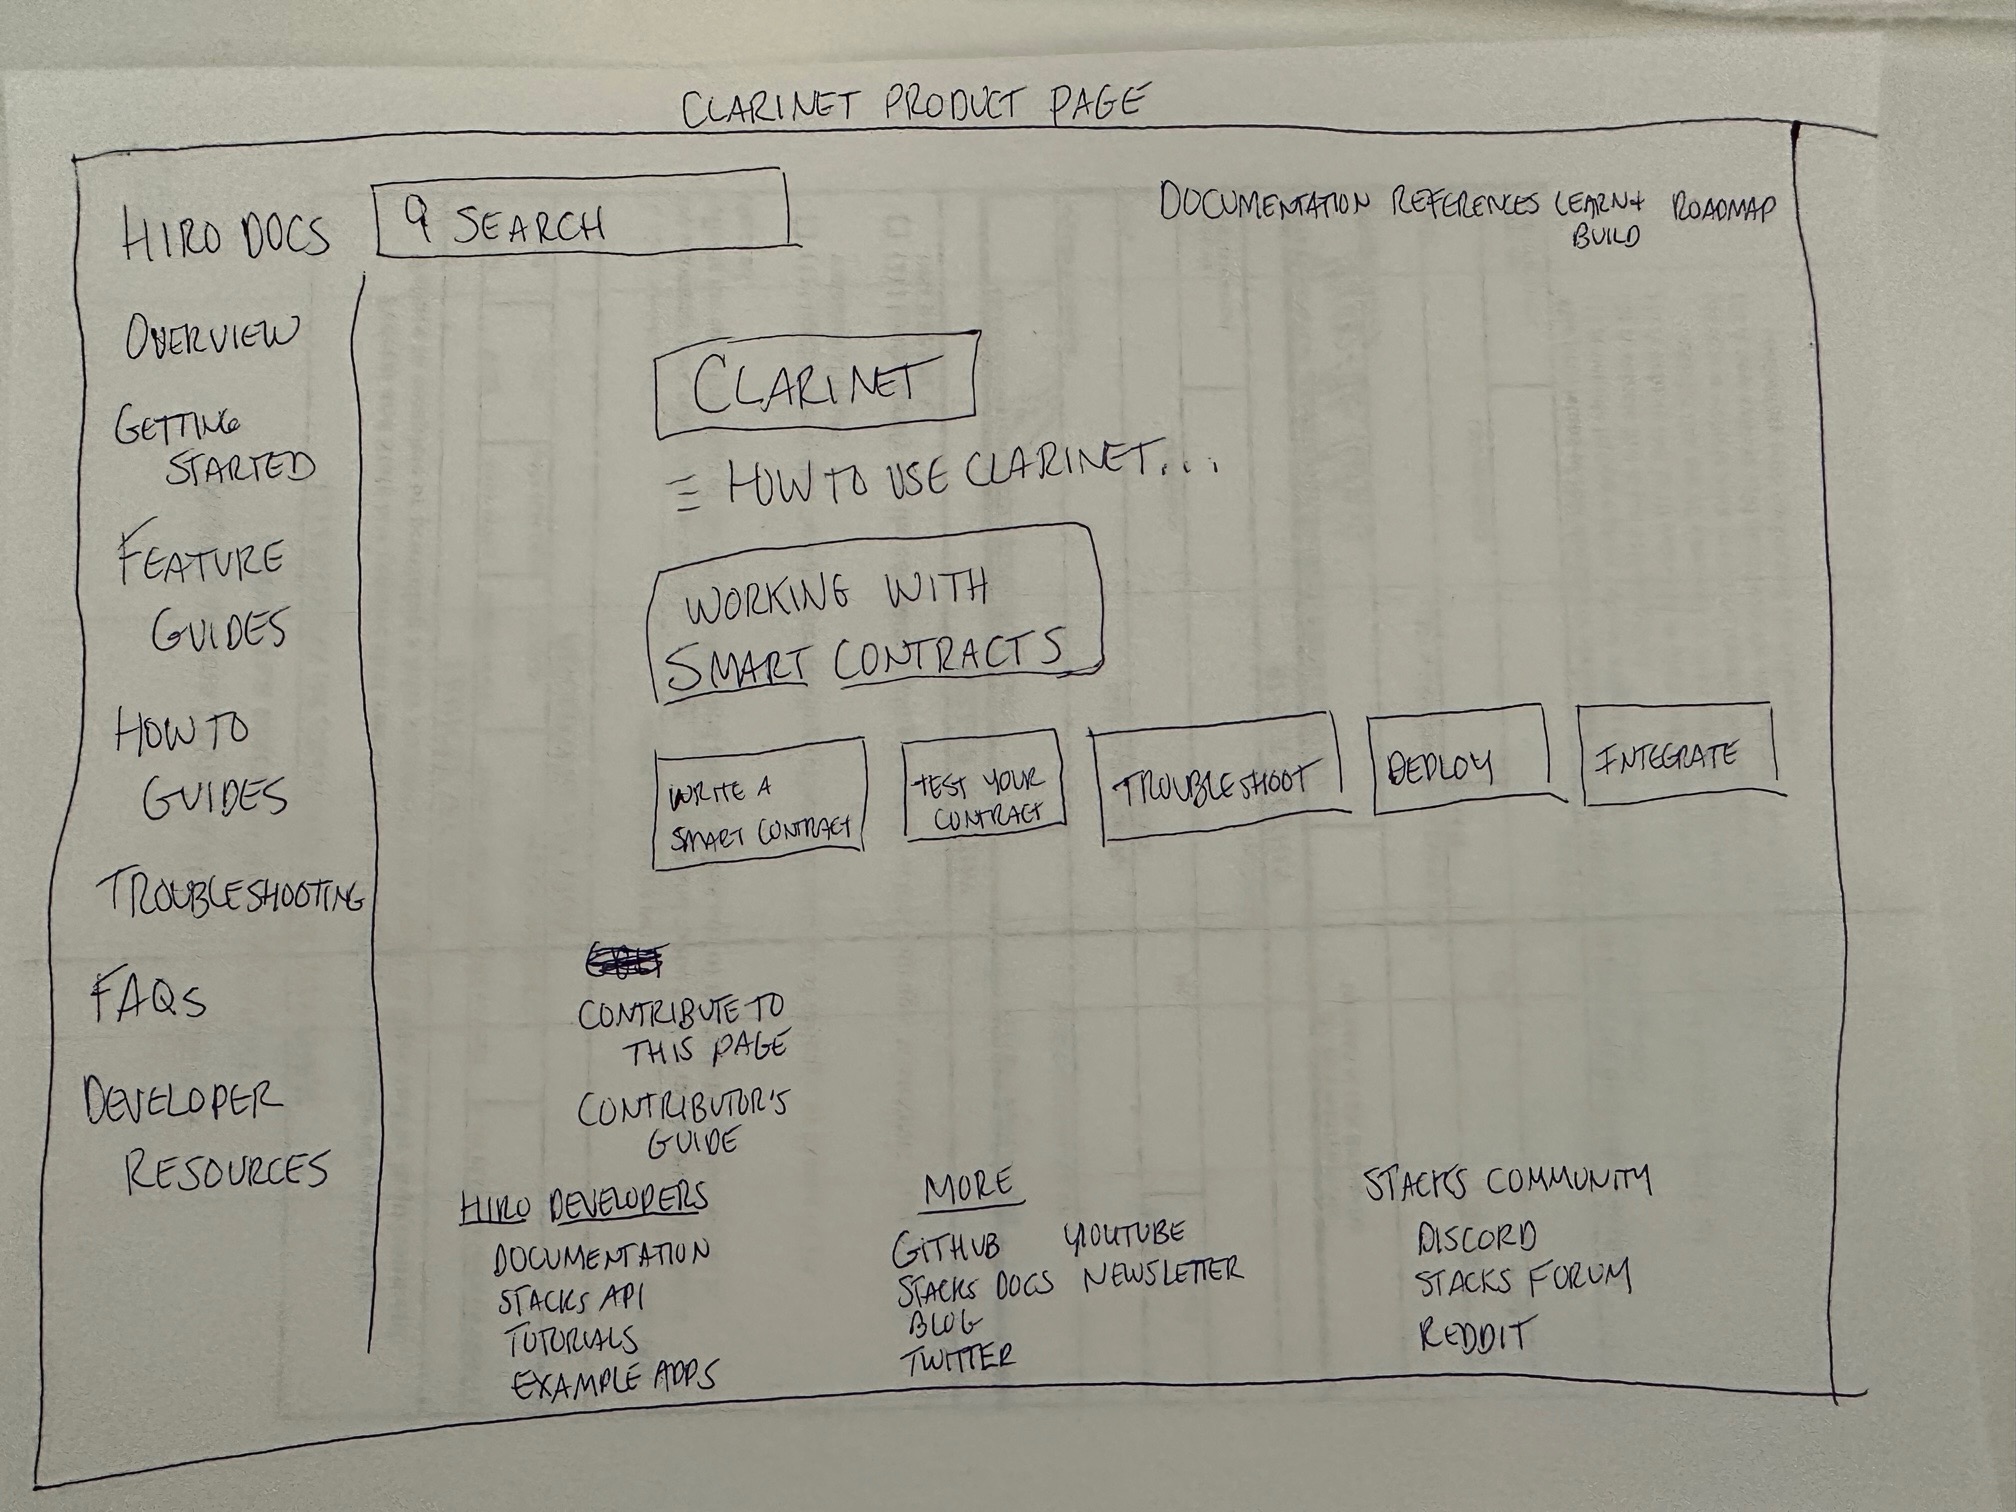 CLARINET PRODUCT PAGE
HIRO DOCS
SEARCH
DOCUMENTATION REFERENCES LEARN+ ROADMAP
BUILD
OVERVIEW
GETTING
STARTED
FEATURE
GUIDES
HOW TO
GUIDES
TROUBLESHOOTING
FAQS
DEVELOPER
RESOURCES
CLARINET
HOW TO USE CLARINET...
WORKING WITH
SMART CONTRACTS
WRITE A
SMART CONTRACT
TEST YOUR
CONTRACT
TROUBLESHOOT
DEPLOY
INTEGRATE
CONTRIBUTE TO
THIS PAGE
CONTRIBUTOR'S
GUIDE
HIRO DEVELOPERS
DOCUMENTATION
STACKS API
TUTORIALS
EXAMPLE APPS
MORE
GITHUB YOUTUBE
STACKS DOCS NEWSLETTER
BLOG
TWITTER
STACKS COMMUNITY
DISCORD
STACKS FORUM
REDDIT